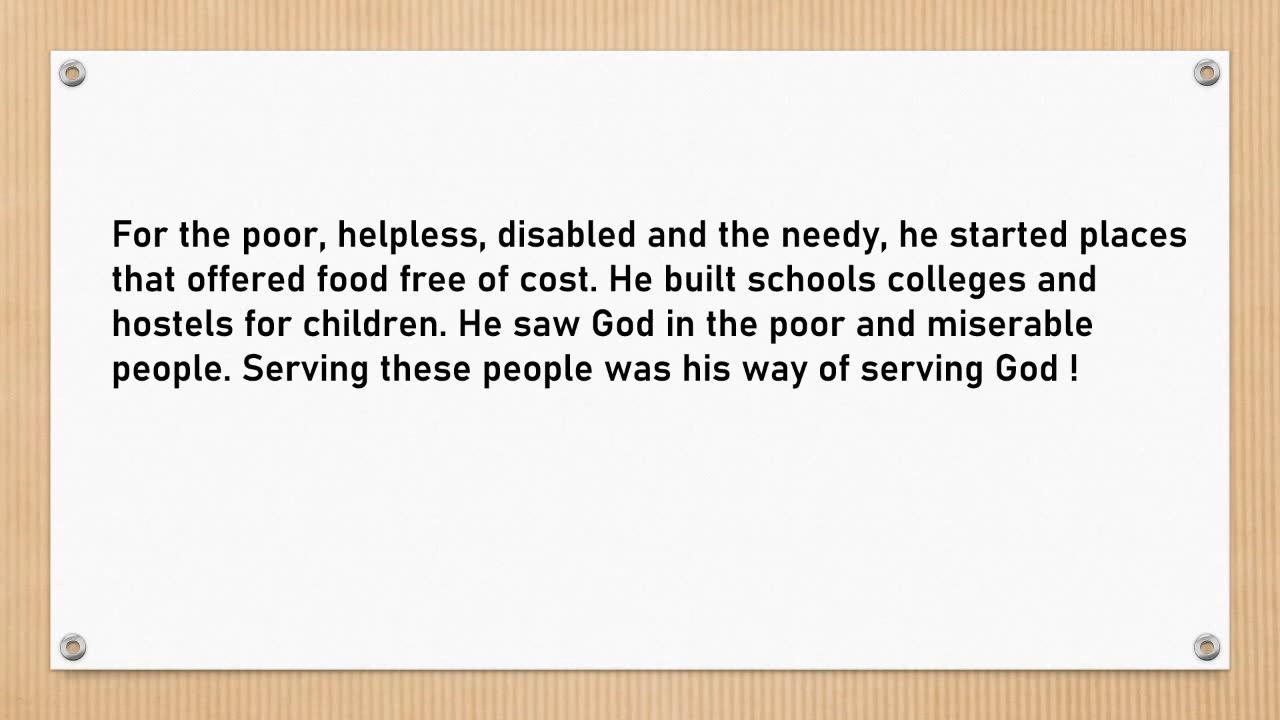 For the poor, helpless, disabled and the needy, he started places
that offered food free of cost. He built schools colleges and
hostels for children. He saw God in the poor and miserable
people. Serving these people was his way of serving God !